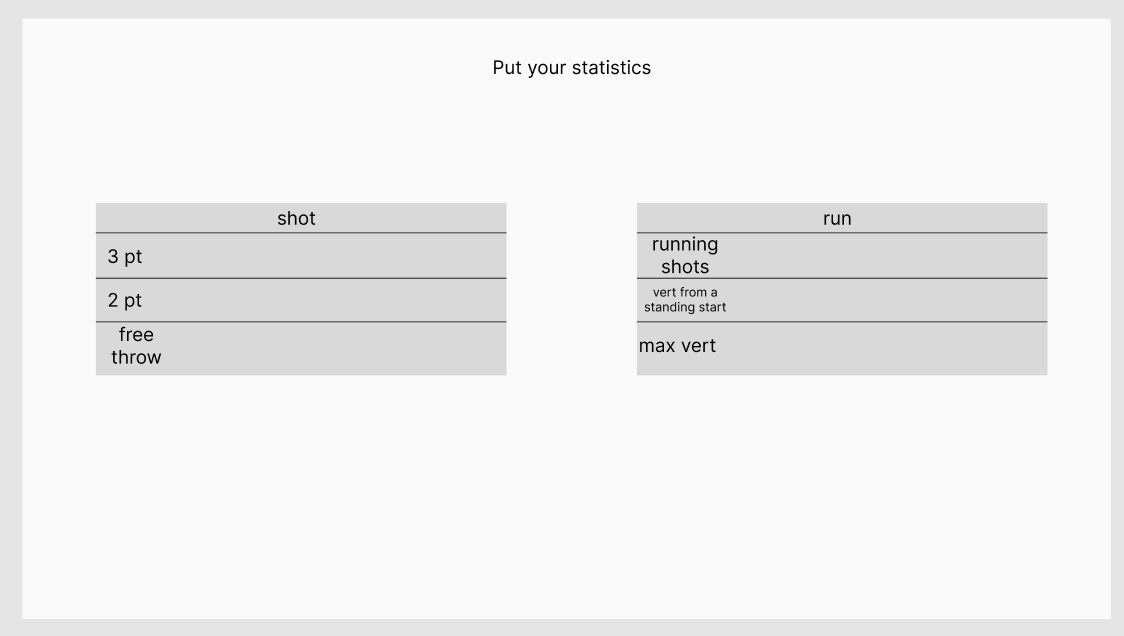 Put your statistics
shot
3 pt
2 pt
free
throw
run
running
shots
vert from a
standing start
max vert